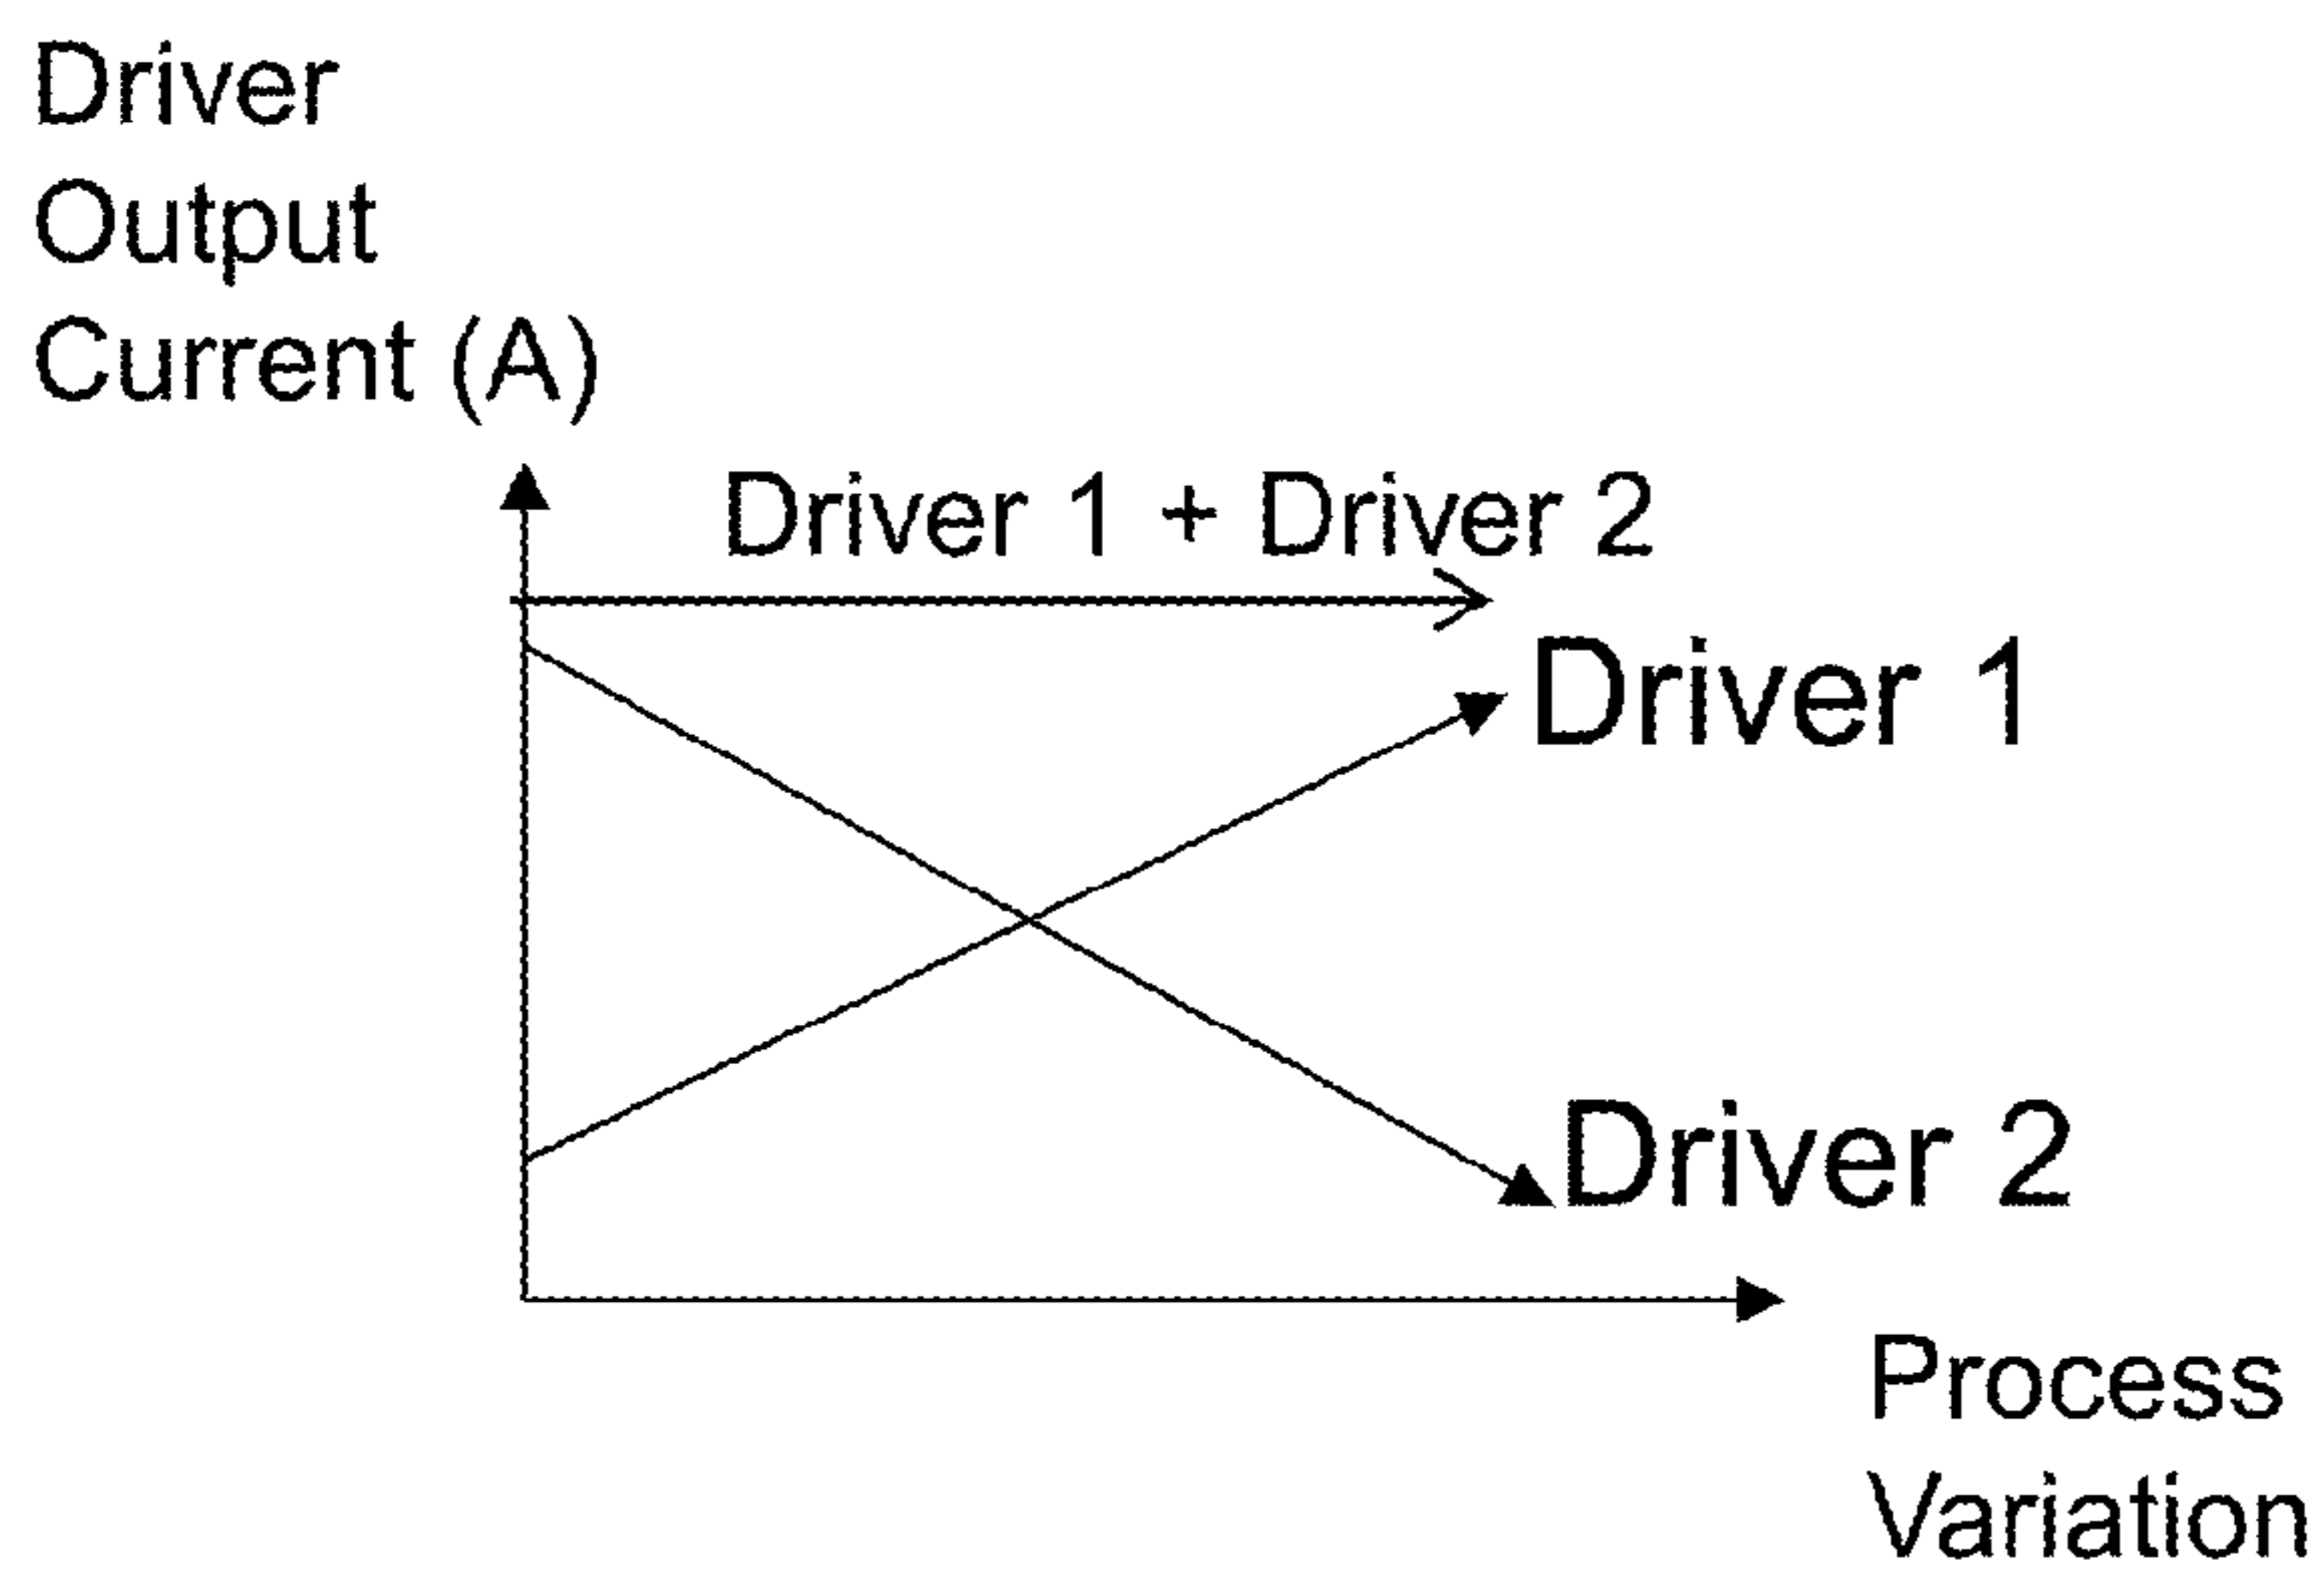 Driver
Output
Current (A)
Driver 1 + Driver 2
Driver 1
Driver 2
Process
Variation